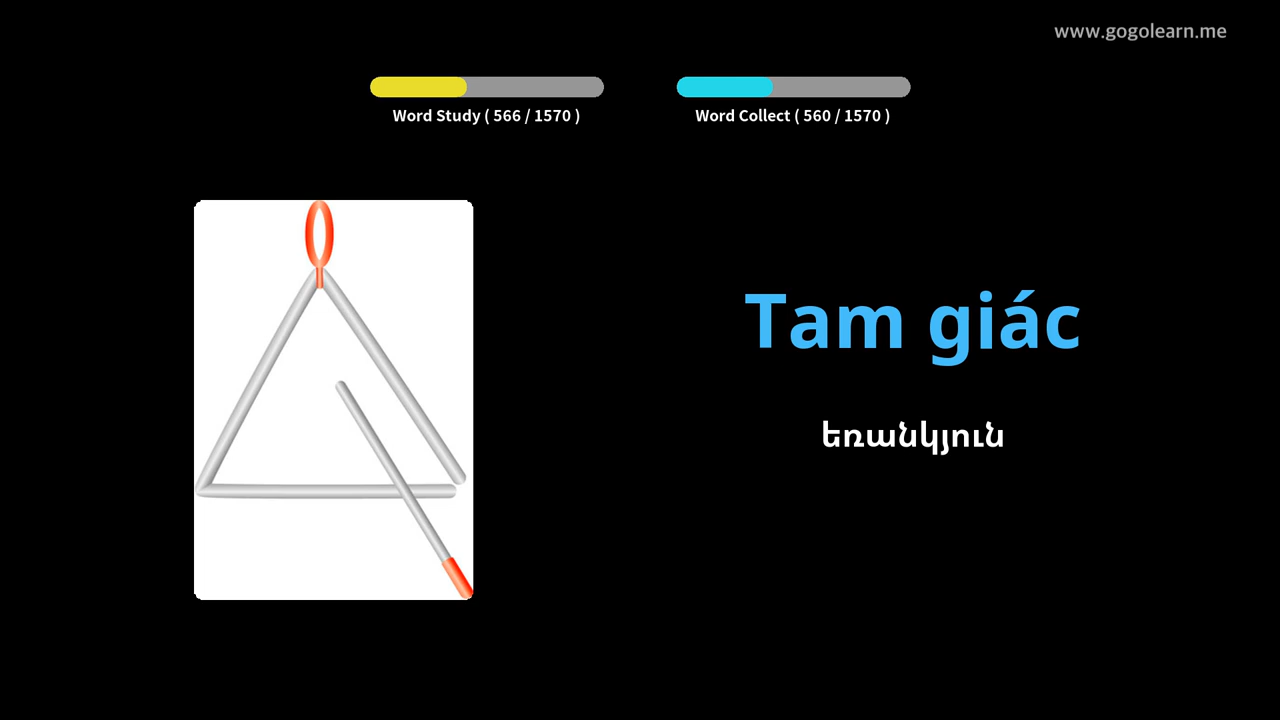 www.gogolearn.me
Word Study ( 566 / 1570 )
Word Collect ( 560 / 1570 )
Tam giác
եռանկյուն